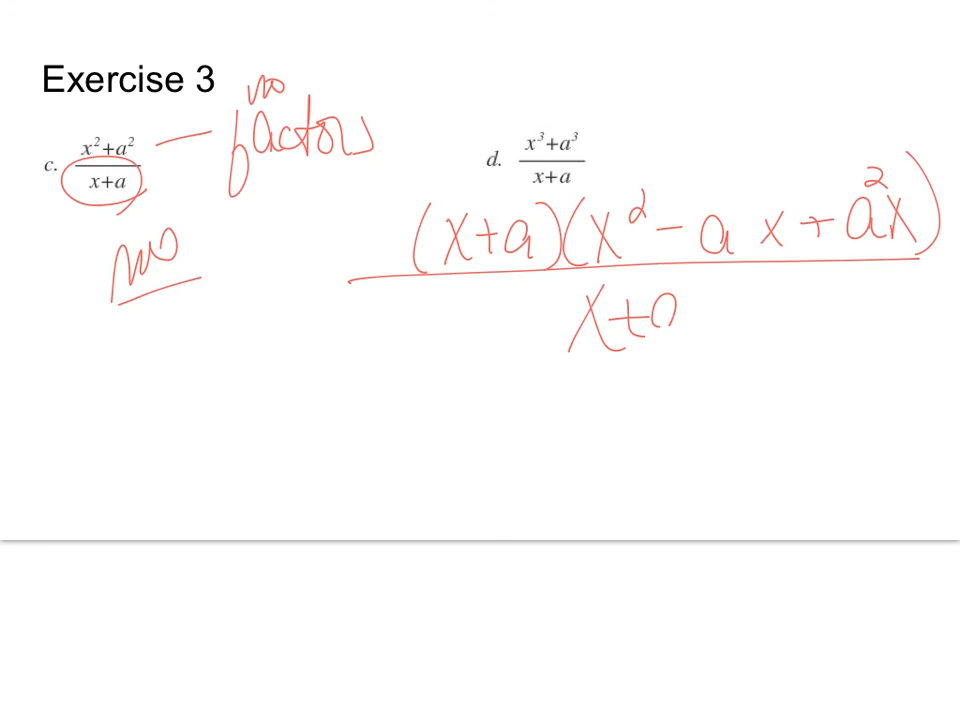 Exercise 3
no
factors
c. x²+a² / x+a
no
d. x³+a³ / x+a
(x+a)(x² - a x + a²x)
x+a